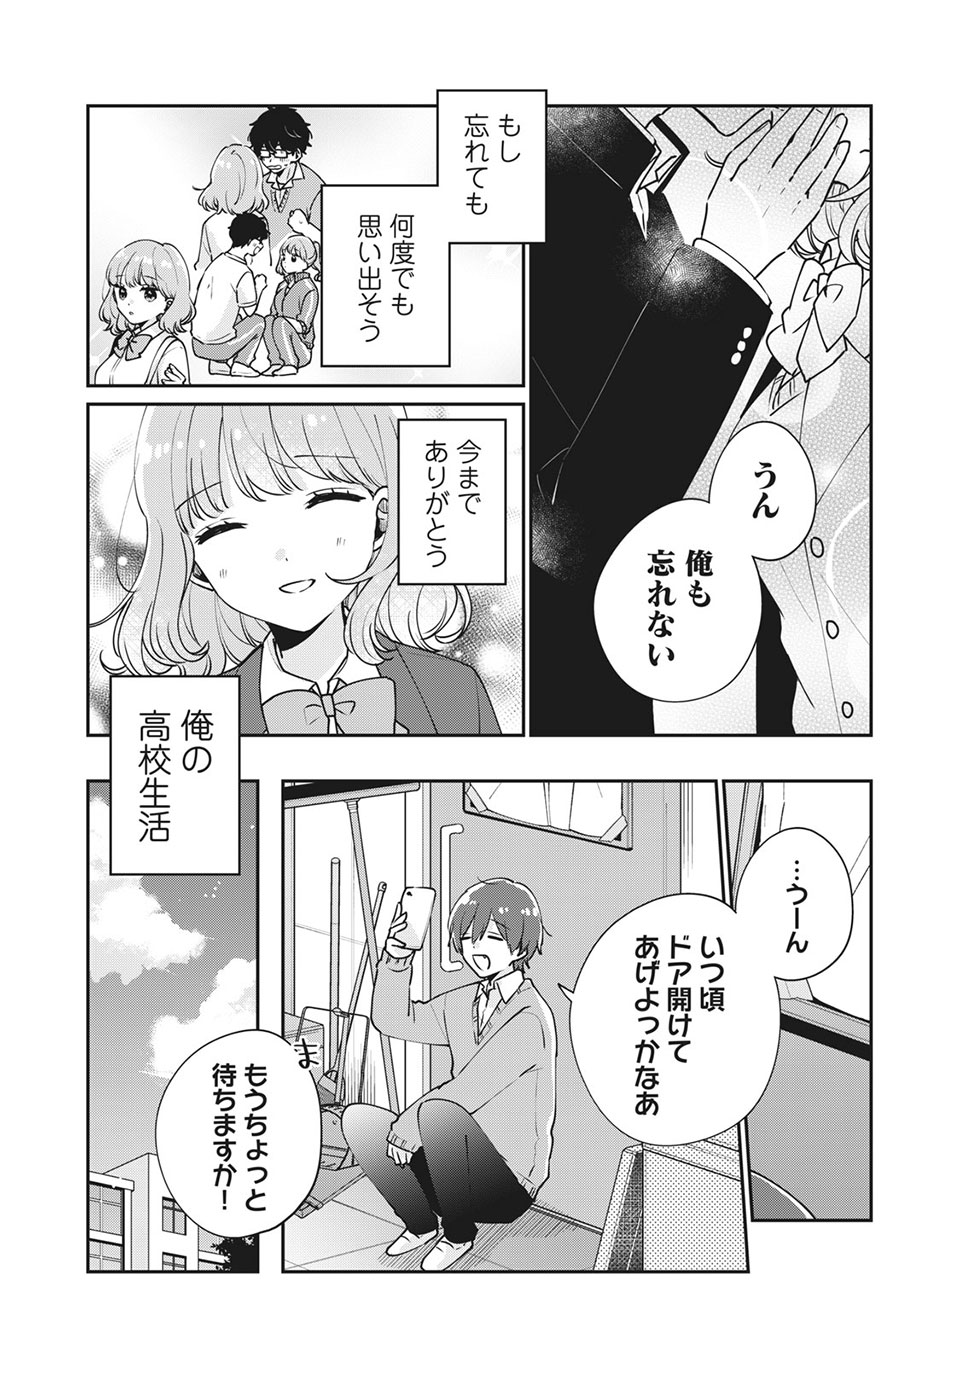 うん
俺も
忘れない
もし
忘れても
何度でも
思い出そう
今まで
ありがとう
俺の
高校生活
…うーん
いつ頃
ドア開けて
あげよっかなあ
ま
もうちょっと
待ちますか！